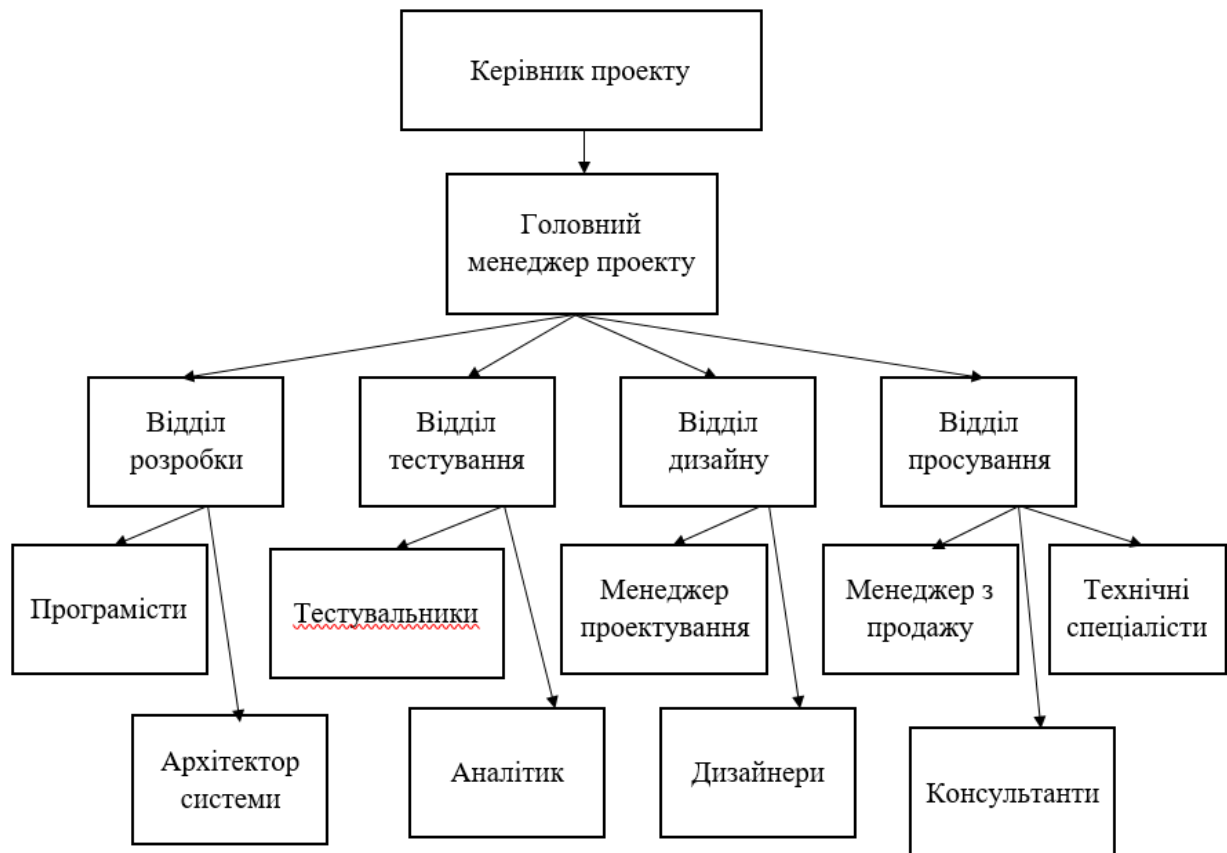 Керівник проекту
Головний
менеджер проекту
Відділ
розробки
Відділ
тестування
Відділ
дизайну
Відділ
просування
Програмісти
Тестувальники
Менеджер
проектування
Менеджер з
продажу
Технічні
спеціалісти
Архітектор
системи
Аналітик
Дизайнери
Консультанти